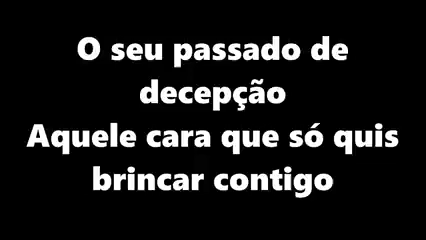 O seu passado de
decepção
Aquele cara que só quis
brincar contigo